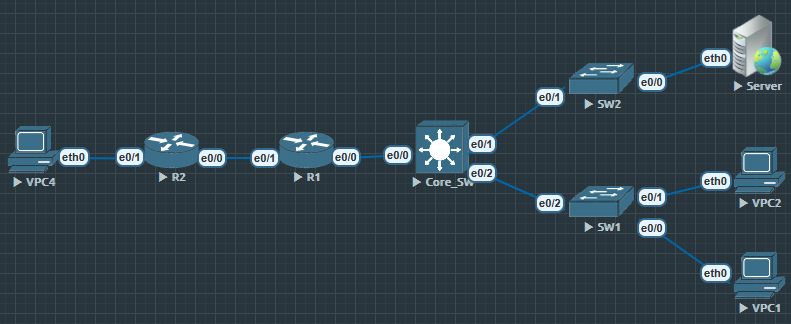 eth0
e0/1
e0/0
e0/1
e0/0
e0/0
e0/1
e0/2
e0/1
e0/0
eth0
e0/2
e0/1
e0/0
eth0
eth0
VPC4
R2
R1
Core_SW
SW2
Server
SW1
VPC2
VPC1